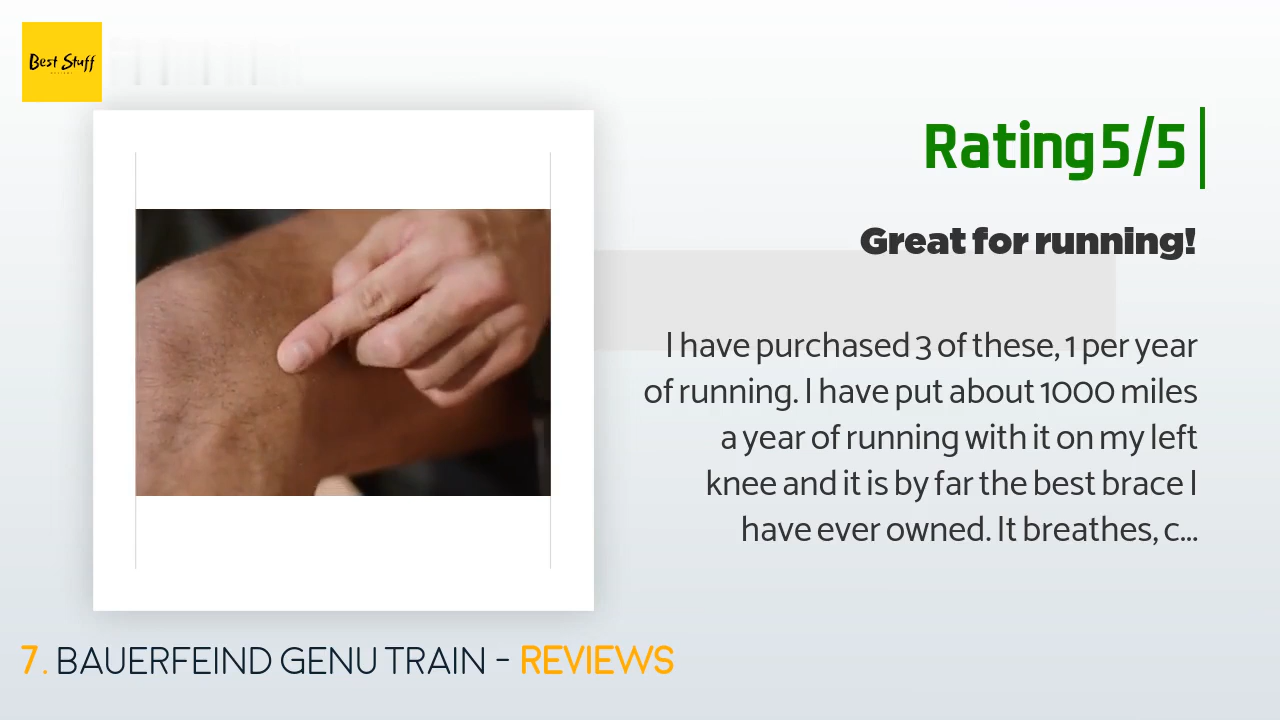 Best Stuff
Rating 5/5
Great for running!
I have purchased 3 of these, 1 per year
of running. I have put about 1000 miles
a year of running with it on my left
knee and it is by far the best brace I
have ever owned. It breathes, c...
7. BAUERFEIND GENU TRAIN - REVIEWS